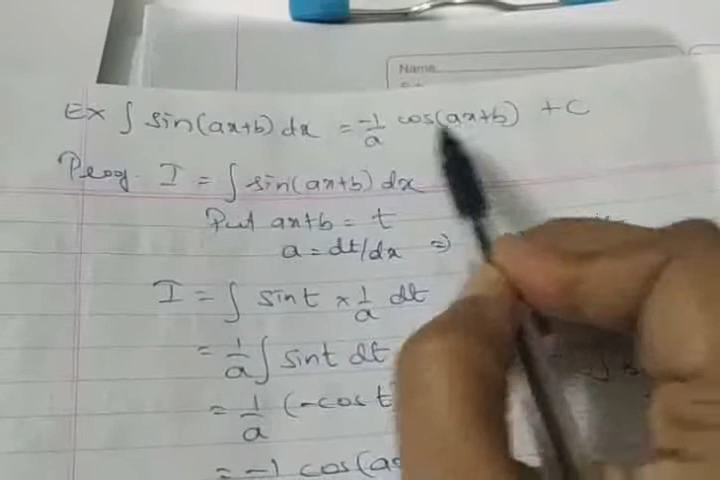 Name
Ex ∫ sin(ax+b) dx = -1/a cos(ax+b) + C
Proof. I = ∫ sin(ax+b) dx
Put ax+b = t
a = dt/dx ⇒
I = ∫ sin t × 1/a dt
= 1/a ∫ sin t dt
= 1/a (-cos t
= -1 cos(ax